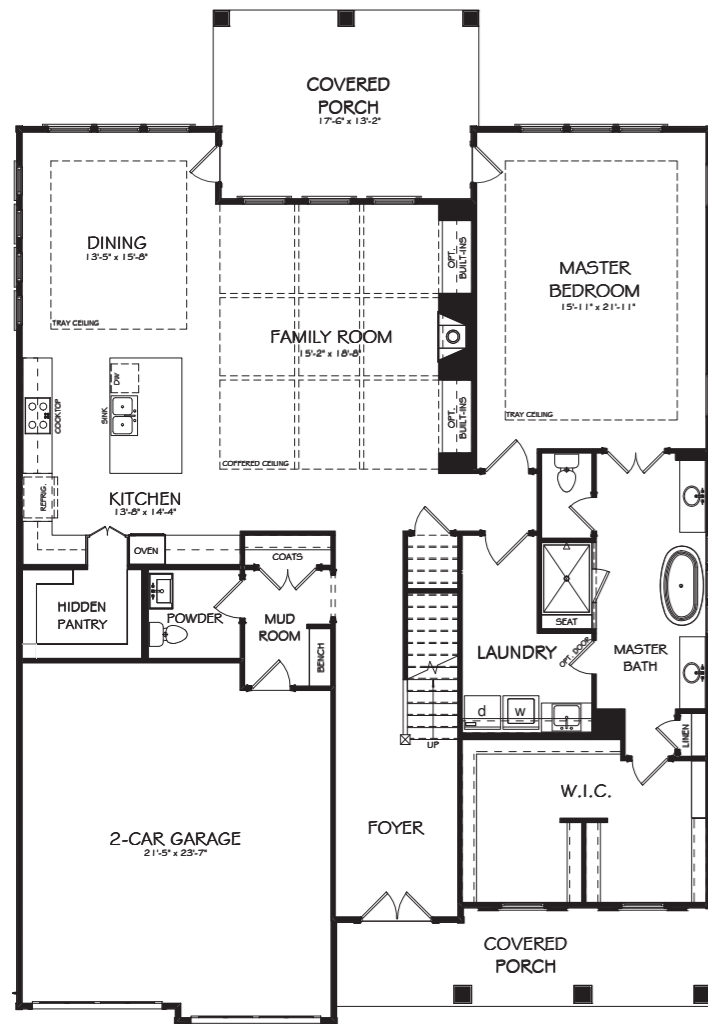 COVERED
PORCH
17'-6" x 13'-2"
DINING
13'-5" x 15'-8"
TRAY CEILING
OPT.
BUILT-INS
MASTER
BEDROOM
15'-11" x 21'-11"
TRAY CEILING
FAMILY ROOM
15'-2" x 18'-8"
OPT.
BUILT-INS
COFFERED CEILING
DW
SINK
COOKTOP
REFRIG.
KITCHEN
13'-8" x 14'-4"
OVEN
COATS
HIDDEN
PANTRY
POWDER
MUD
ROOM
BENCH
SEAT
LAUNDRY
OPT. DOOR
MASTER
BATH
d
w
LINEN
UP
W.I.C.
2-CAR GARAGE
21'-5" x 23'-7"
FOYER
COVERED
PORCH